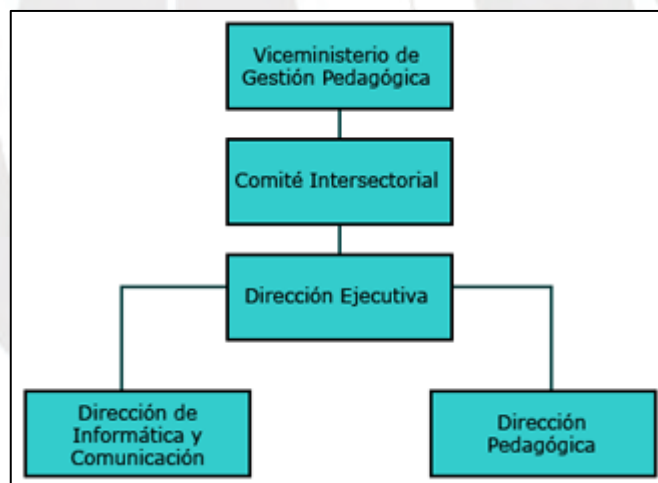 Viceministerio de
Gestión Pedagógica
Comité Intersectorial
Dirección Ejecutiva
Dirección de
Informática y
Comunicación
Dirección
Pedagógica